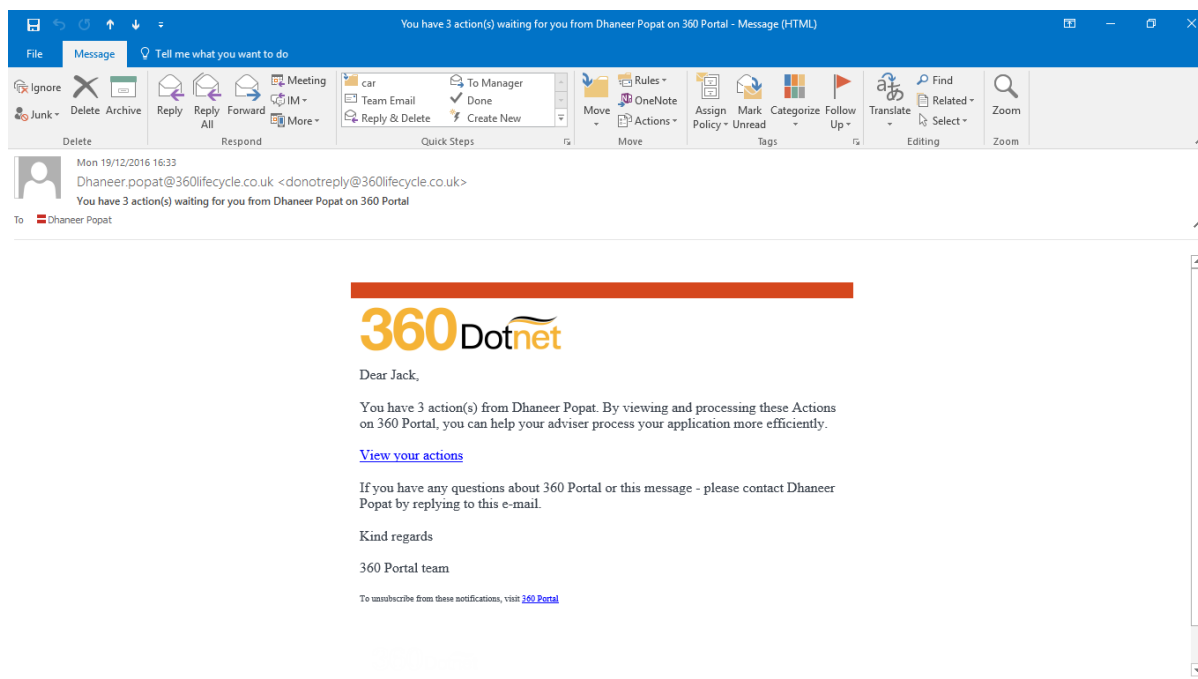 You have 3 action(s) waiting for you from Dhaneer Popat on 360 Portal - Message (HTML)
File Message Tell me what you want to do
Ignore
Junk
Delete Archive
Delete
Reply Reply All Forward
Meeting
IM
More
Respond
car To Manager
Team Email Done
Reply & Delete Create New
Quick Steps
Move
Rules
OneNote
Actions
Move
Assign Policy Mark Unread Categorize Follow Up
Tags
Translate
Find
Related
Select
Editing
Zoom
Zoom
Mon 19/12/2016 16:33
Dhaneer.popat@360lifecycle.co.uk <donotreply@360lifecycle.co.uk>
You have 3 action(s) waiting for you from Dhaneer Popat on 360 Portal
To Dhaneer Popat
360 Dotnet
Dear Jack,
You have 3 action(s) from Dhaneer Popat. By viewing and processing these Actions
on 360 Portal, you can help your adviser process your application more efficiently.
View your actions
If you have any questions about 360 Portal or this message - please contact Dhaneer
Popat by replying to this e-mail.
Kind regards
360 Portal team
To unsubscribe from these notifications, visit 360 Portal